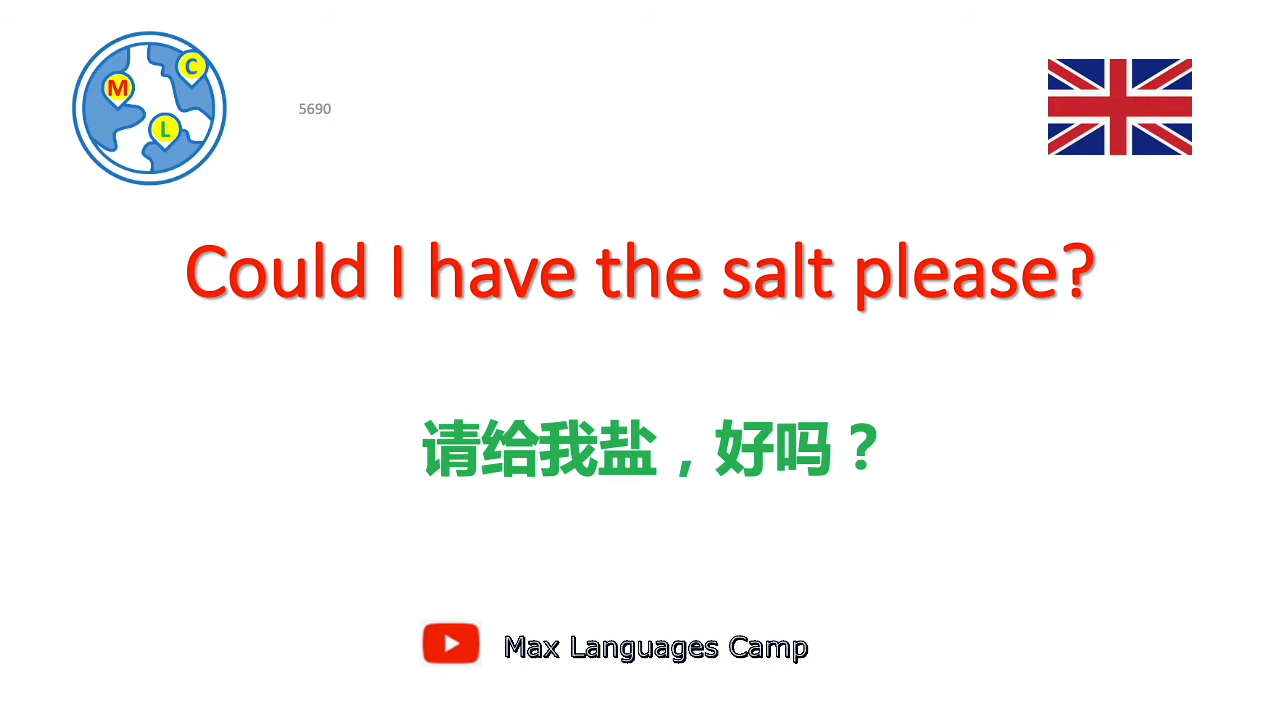 M
C
L
5690
Could I have the salt please?
请给我盐，好吗？
Max Languages Camp